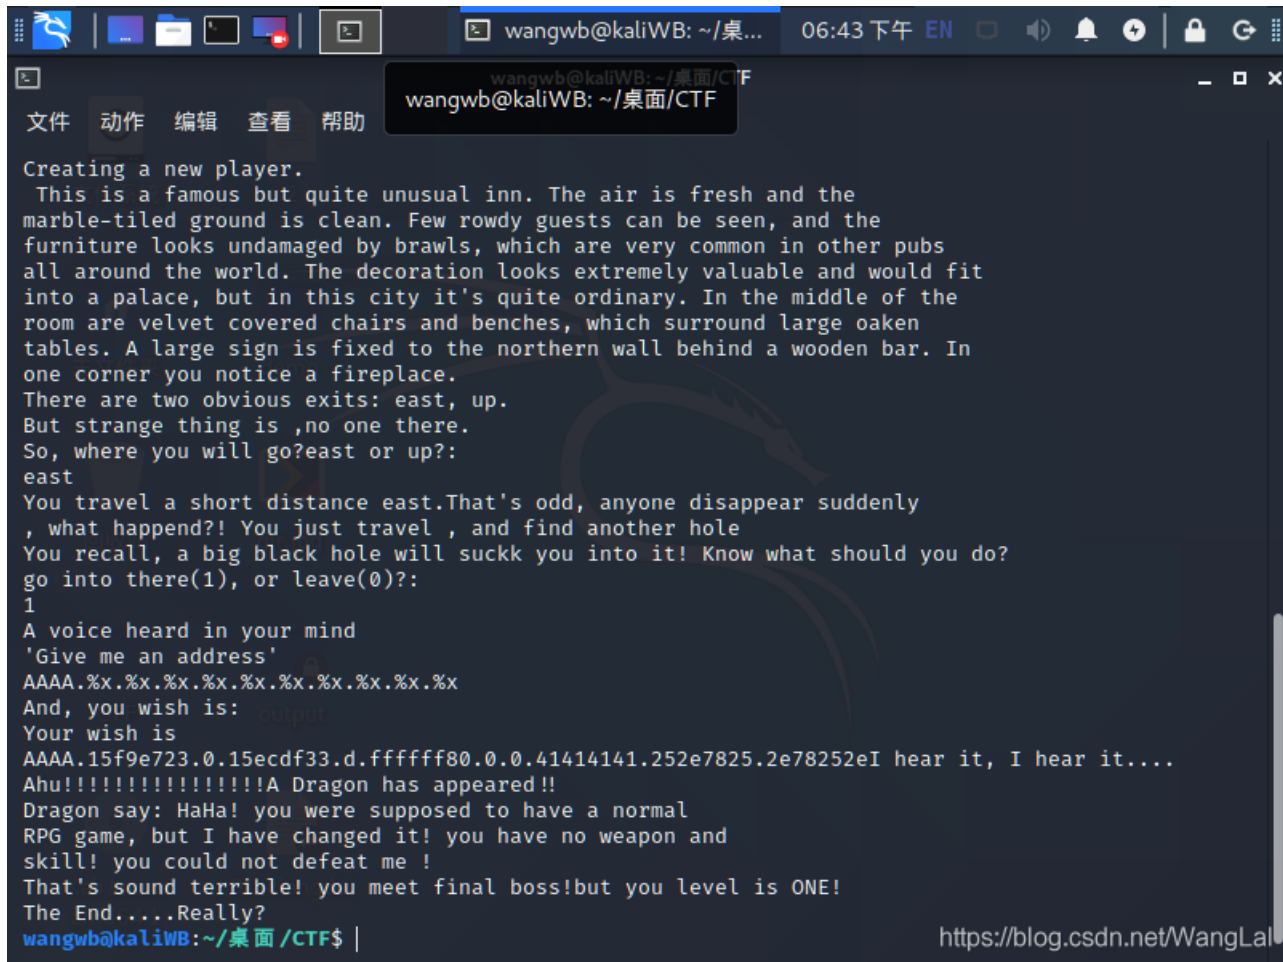 wangwb@kaliWB: ~/桌...
06:43 下午 EN
wangwb@kaliWB: ~/桌面/CTF
wangwb@kaliWB: ~/桌面/CTF
文件 动作 编辑 查看 帮助
Creating a new player.
This is a famous but quite unusual inn. The air is fresh and the
marble-tiled ground is clean. Few rowdy guests can be seen, and the
furniture looks undamaged by brawls, which are very common in other pubs
all around the world. The decoration looks extremely valuable and would fit
into a palace, but in this city it's quite ordinary. In the middle of the
room are velvet covered chairs and benches, which surround large oaken
tables. A large sign is fixed to the northern wall behind a wooden bar. In
one corner you notice a fireplace.
There are two obvious exits: east, up.
But strange thing is ,no one there.
So, where you will go?east or up?:
east
You travel a short distance east.That's odd, anyone disappear suddenly
, what happend?! You just travel , and find another hole
You recall, a big black hole will suckk you into it! Know what should you do?
go into there(1), or leave(0)?:
1
A voice heard in your mind
'Give me an address'
AAAA.%x.%x.%x.%x.%x.%x.%x.%x.%x.%x
And, you wish is:
output
Your wish is
AAAA.15f9e723.0.15ecdf33.d.ffffff80.0.0.41414141.252e7825.2e78252eI hear it, I hear it....
Ahu!!!!!!!!!!!!!!!!A Dragon has appeared!!
Dragon say: HaHa! you were supposed to have a normal
RPG game, but I have changed it! you have no weapon and
skill! you could not defeat me !
That's sound terrible! you meet final boss!but you level is ONE!
The End.....Really?
wangwb@kaliWB:~/桌面/CTF$
https://blog.csdn.net/WangLal